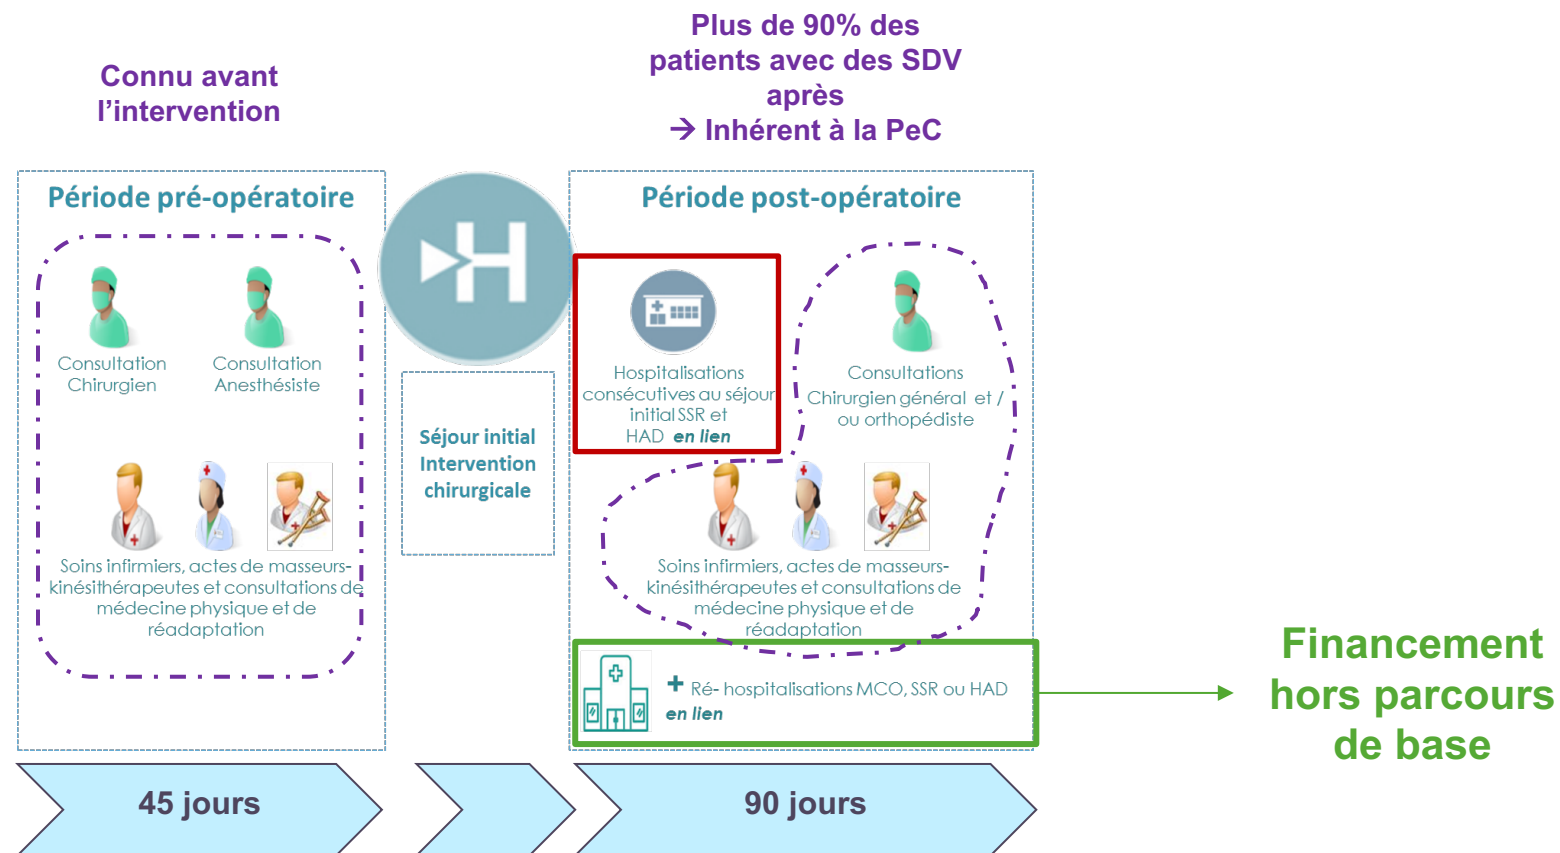 Connu avant
l’intervention
Plus de 90% des
patients avec des SDV
après
→ Inhérent à la PeC
Période pré-opératoire
Consultation
Chirurgien
Consultation
Anesthésiste
Soins infirmiers, actes de masseurs-
kinésithérapeutes et consultations de
médecine physique et de
réadaptation
H
Séjour initial
Intervention
chirurgicale
Période post-opératoire
Hospitalisations
consécutives au séjour
initial SSR et
HAD en lien
Consultations
Chirurgien général et /
ou orthopédiste
Soins infirmiers, actes de masseurs-
kinésithérapeutes et consultations de
médecine physique et de
réadaptation
+ Ré- hospitalisations MCO, SSR ou HAD
en lien
Financement
hors parcours
de base
45 jours
90 jours